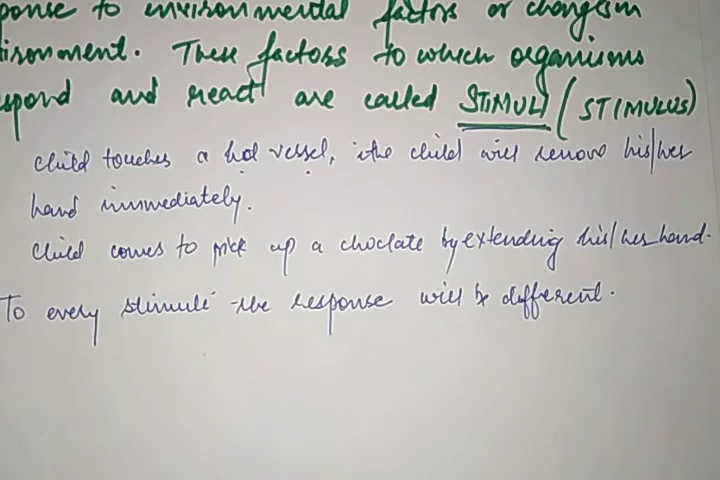 ponse to environmental factors or changes in
ironment. These factors to which organisms
spond and react are called STIMULI (STIMULUS)
child touches a hot vessel, the child will remove his/her
hand immediately.
Child comes to pick up a choclate by extending his/her hand.
To every stimuli the response will be different.